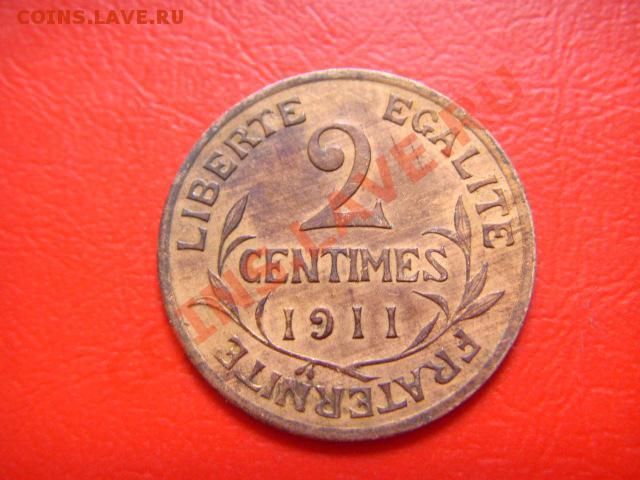 COINS.LAVE.RU
LIBERTE EGALITE
2
CENTIMES
1911
FRATERNITE